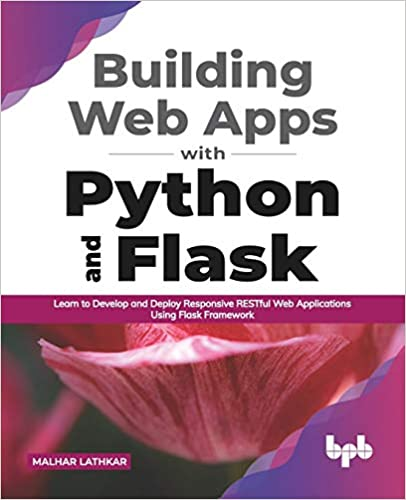 Building
Web Apps
with
Python
and Flask
Learn to Develop and Deploy Responsive RESTful Web Applications
Using Flask Framework
MALHAR LATHKAR
bpb